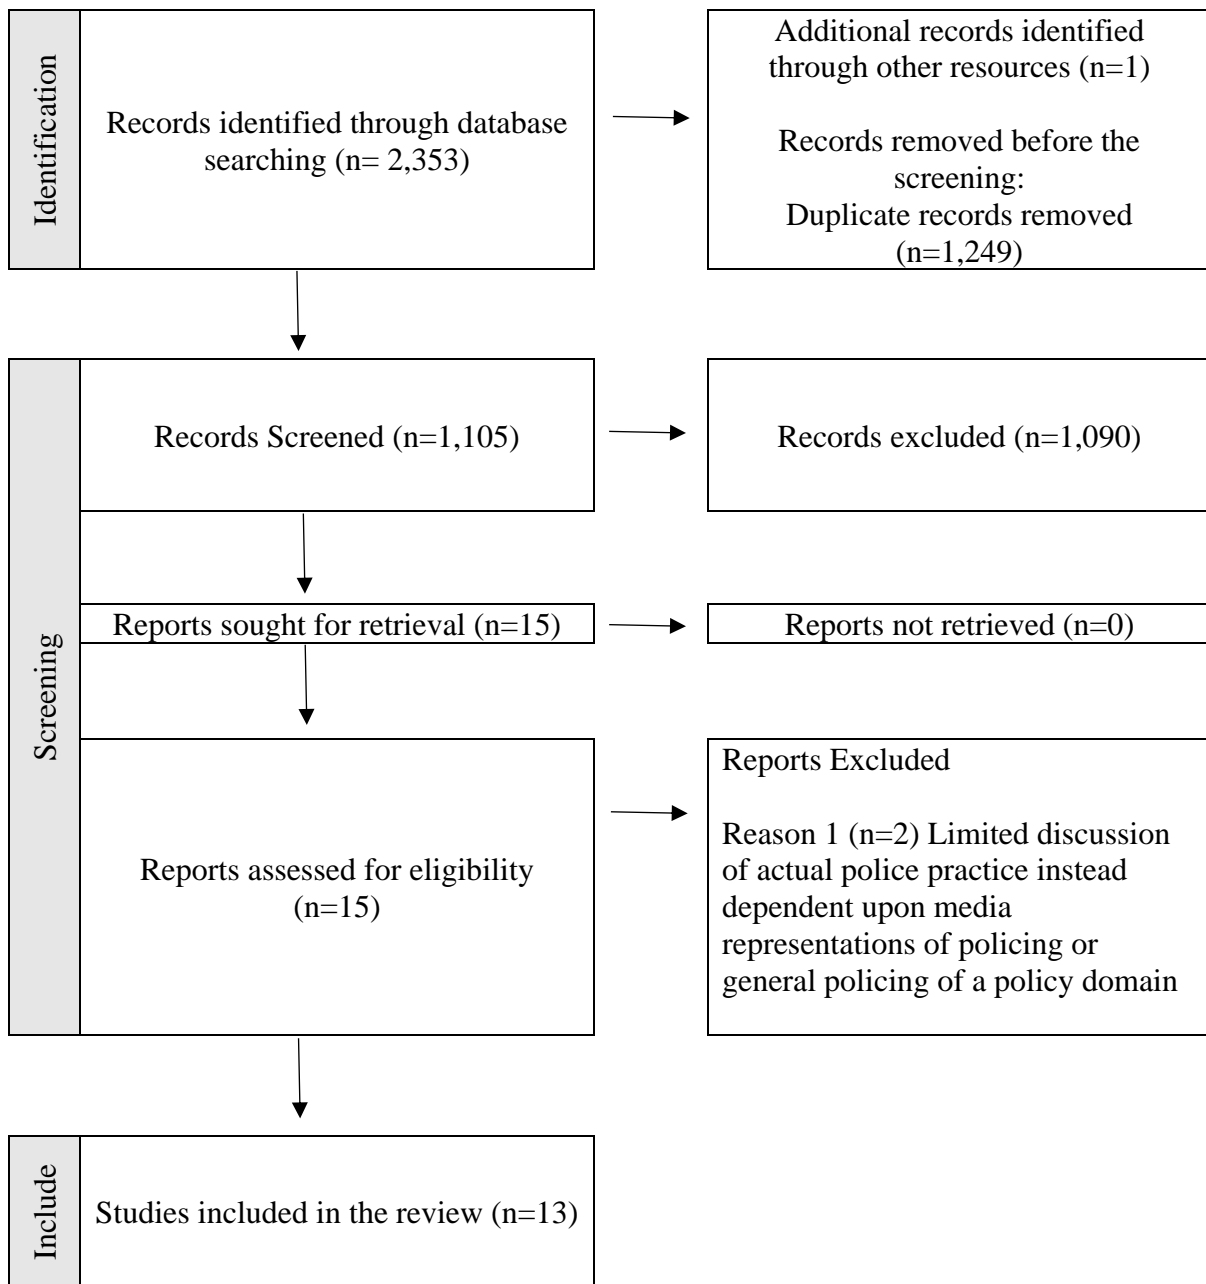 Identification
Records identified through database
searching (n= 2,353)
Additional records identified
through other resources (n=1)
Records removed before the
screening:
Duplicate records removed
(n=1,249)
Screening
Records Screened (n=1,105)
Records excluded (n=1,090)
Reports sought for retrieval (n=15)
Reports not retrieved (n=0)
Reports assessed for eligibility
(n=15)
Reports Excluded
Reason 1 (n=2) Limited discussion
of actual police practice instead
dependent upon media
representations of policing or
general policing of a policy domain
Include
Studies included in the review (n=13)